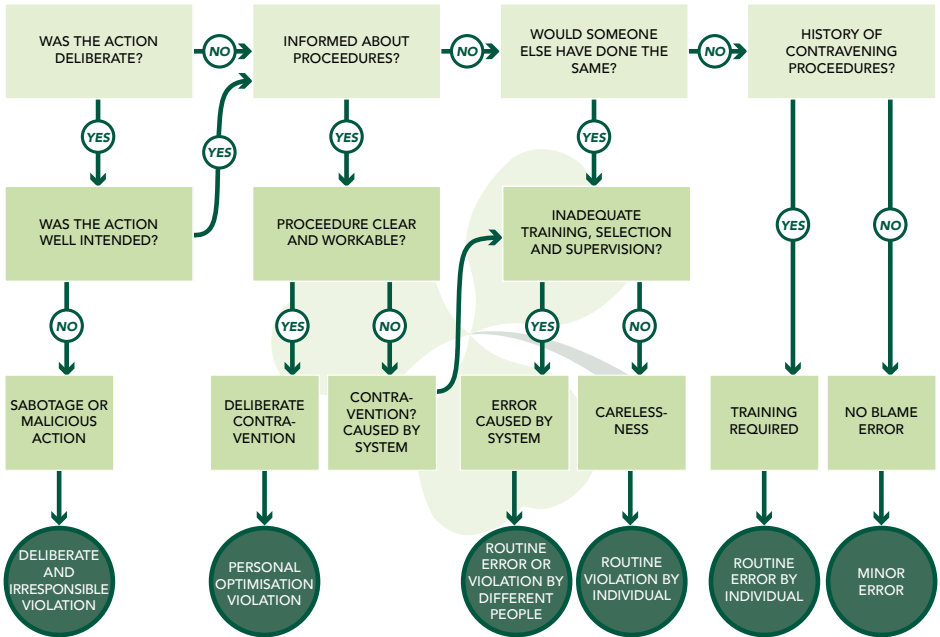 WAS THE ACTION
DELIBERATE?
NO
INFORMED ABOUT
PROCEEDURES?
NO
WOULD SOMEONE
ELSE HAVE DONE THE
SAME?
NO
HISTORY OF
CONTRAVENING
PROCEEDURES?
YES
YES
YES
YES
WAS THE ACTION
WELL INTENDED?
PROCEEDURE CLEAR
AND WORKABLE?
INADEQUATE
TRAINING, SELECTION
AND SUPERVISION?
YES
NO
NO
YES
NO
YES
NO
SABOTAGE OR
MALICIOUS
ACTION
DELIBERATE
CONTRA-
VENTION
CONTRA-
VENTION?
CAUSED BY
SYSTEM
ERROR
CAUSED BY
SYSTEM
CARELESS-
NESS
TRAINING
REQUIRED
NO BLAME
ERROR
DELIBERATE
AND
IRRESPONSIBLE
VIOLATION
PERSONAL
OPTIMISATION
VIOLATION
ROUTINE
ERROR OR
VIOLATION BY
DIFFERENT
PEOPLE
ROUTINE
VIOLATION BY
INDIVIDUAL
ROUTINE
ERROR BY
INDIVIDUAL
MINOR
ERROR